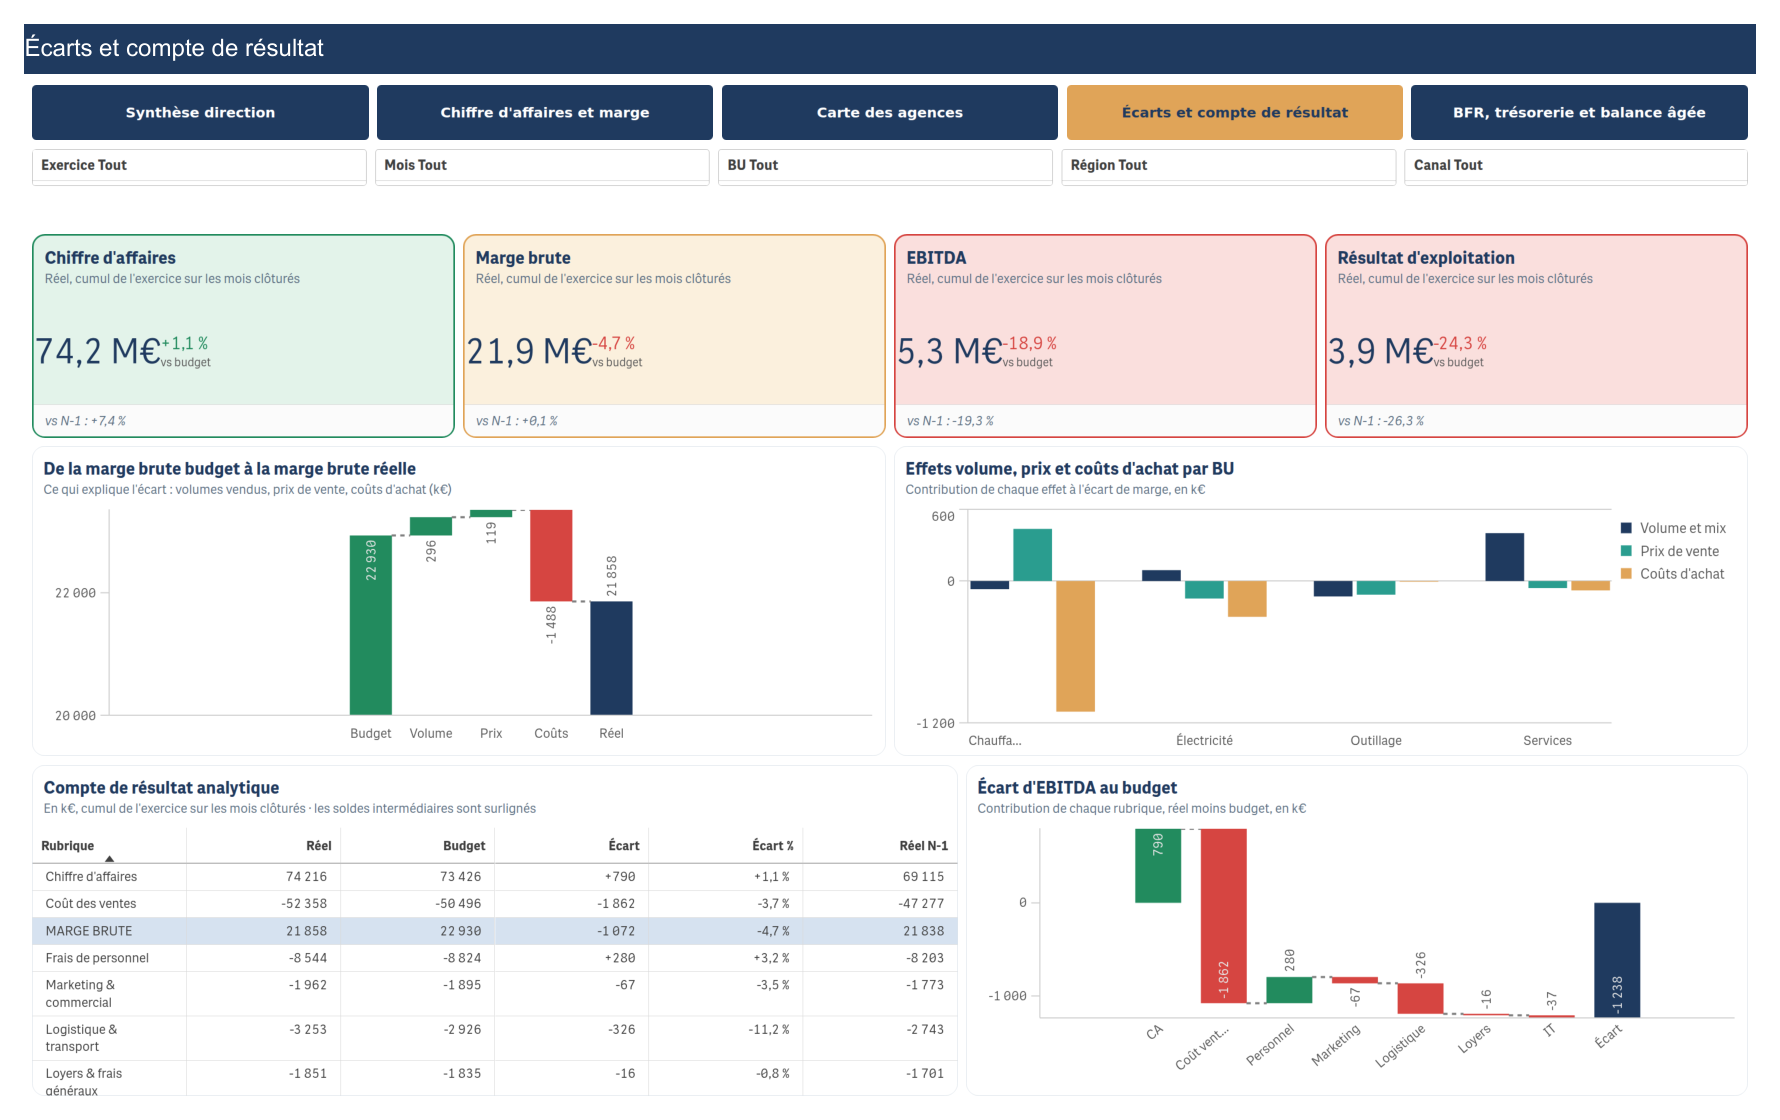 Écarts et compte de résultat
Synthèse direction
Chiffre d'affaires et marge
Carte des agences
Écarts et compte de résultat
BFR, trésorerie et balance âgée
Exercice Tout
Mois Tout
BU Tout
Région Tout
Canal Tout
Chiffre d'affaires
Réel, cumul de l'exercice sur les mois clôturés
74,2 M€
+1,1 %
vs budget
vs N-1 : +7,4 %
Marge brute
Réel, cumul de l'exercice sur les mois clôturés
21,9 M€
-4,7 %
vs budget
vs N-1 : +0,1 %
EBITDA
Réel, cumul de l'exercice sur les mois clôturés
5,3 M€
-18,9 %
vs budget
vs N-1 : -19,3 %
Résultat d'exploitation
Réel, cumul de l'exercice sur les mois clôturés
3,9 M€
-24,3 %
vs budget
vs N-1 : -26,3 %
De la marge brute budget à la marge brute réelle
Ce qui explique l'écart : volumes vendus, prix de vente, coûts d'achat (k€)
22 000
20 000
22 930
296
119
-1 488
21 858
Budget
Volume
Prix
Coûts
Réel
Effets volume, prix et coûts d'achat par BU
Contribution de chaque effet à l'écart de marge, en k€
600
0
-1 200
Chauffa...
Électricité
Outillage
Services
Volume et mix
Prix de vente
Coûts d'achat
Compte de résultat analytique
En k€, cumul de l'exercice sur les mois clôturés · les soldes intermédiaires sont surlignés
Rubrique Réel Budget Écart Écart % Réel N-1
Chiffre d'affaires 74 216 73 426 +790 +1,1 % 69 115
Coût des ventes -52 358 -50 496 -1 862 -3,7 % -47 277
MARGE BRUTE 21 858 22 930 -1 072 -4,7 % 21 838
Frais de personnel -8 544 -8 824 +280 +3,2 % -8 203
Marketing & -1 962 -1 895 -67 -3,5 % -1 773
commercial
Logistique & -3 253 -2 926 -326 -11,2 % -2 743
transport
Loyers & frais -1 851 -1 835 -16 -0,8 % -1 701
généraux
Écart d'EBITDA au budget
Contribution de chaque rubrique, réel moins budget, en k€
0
-1 000
790
-1 862
280
-67
-326
-16
-37
-1 238
CA
Coût vent...
Personnel
Marketing
Logistique
Loyers
IT
Écart